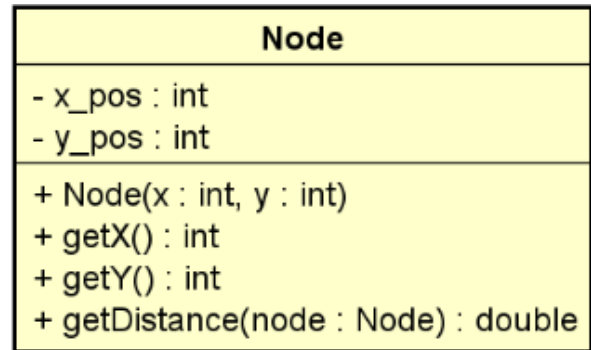 Node
- x_pos : int
- y_pos : int
+ Node(x : int, y : int)
+ getX() : int
+ getY() : int
+ getDistance(node : Node) : double